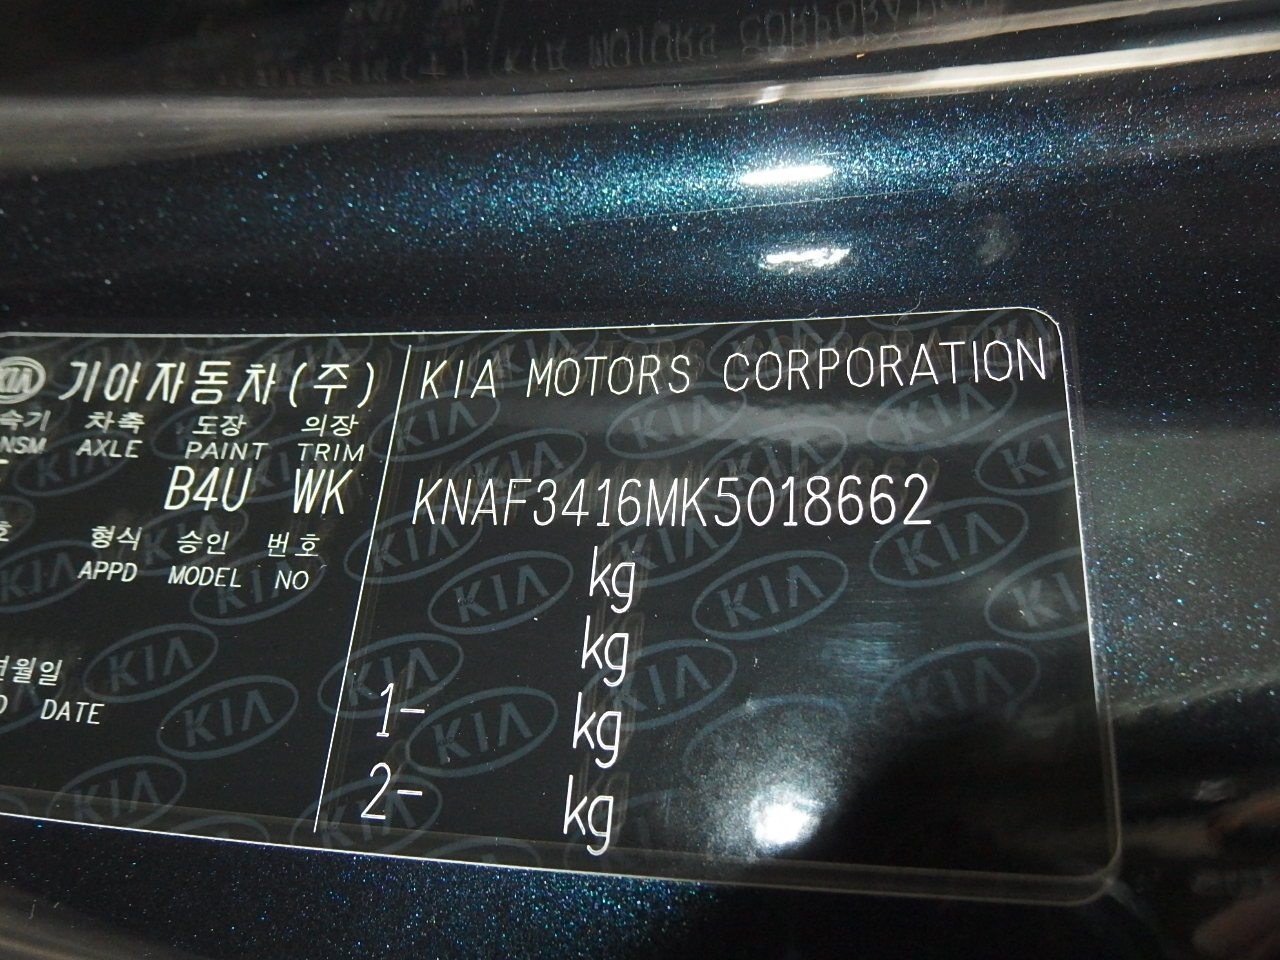 KIA 기아자동차(주) KIA MOTORS CORPORATION
속기 차축 도장 의장
NSM AXLE PAINT TRIM
B4U WK KNAF3416MK5018662
호 형식 승인 번호
APPD MODEL NO
kg
kg
월일
DATE
1- kg
2- kg